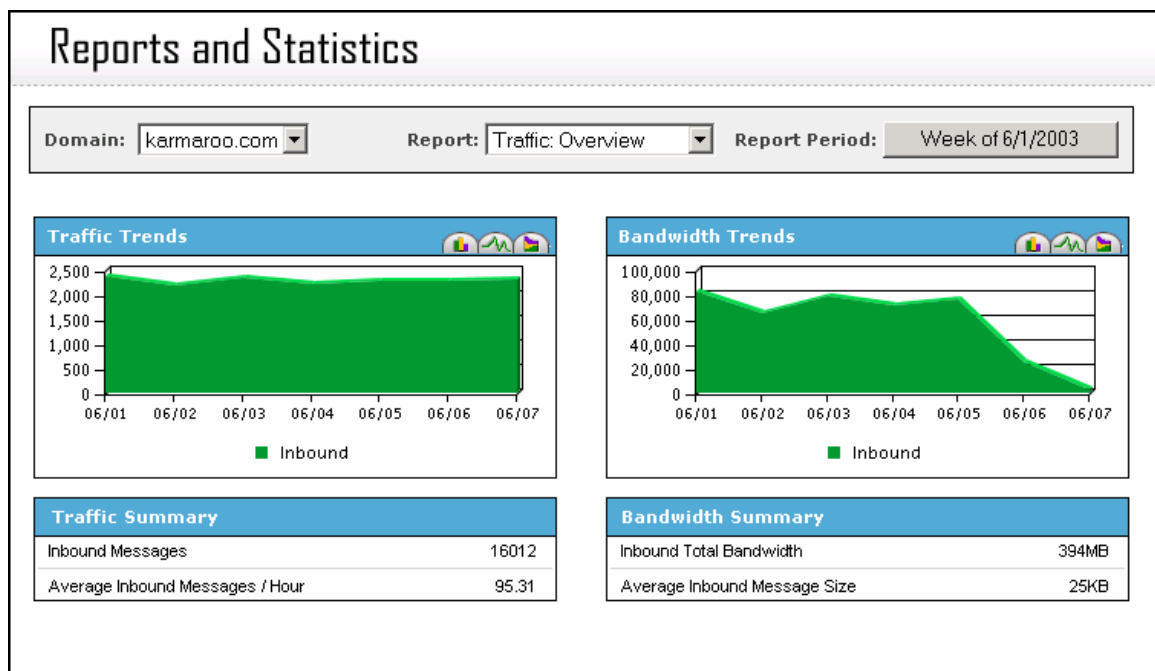 Reports and Statistics
Domain: karmaroo.com Report: Traffic: Overview Report Period: Week of 6/1/2003
Traffic Trends
2,500
2,000
1,500
1,000
500
0
06/01 06/02 06/03 06/04 06/05 06/06 06/07
Inbound
Bandwidth Trends
100,000
80,000
60,000
40,000
20,000
0
06/01 06/02 06/03 06/04 06/05 06/06 06/07
Inbound
Traffic Summary
Inbound Messages 16012
Average Inbound Messages / Hour 95.31
Bandwidth Summary
Inbound Total Bandwidth 394MB
Average Inbound Message Size 25KB